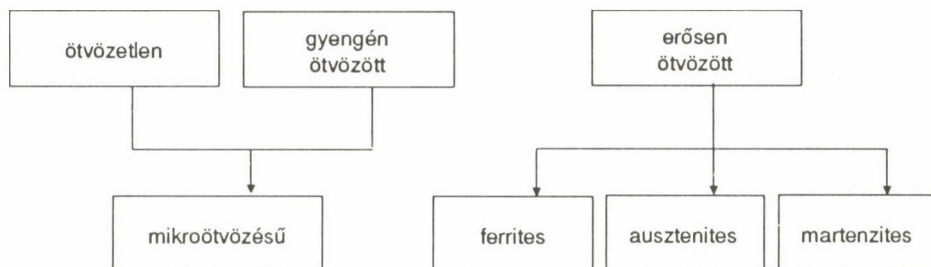 ötvözetlen
gyengén
ötvözött
erősen
ötvözött
mikroötvözésű
ferrites
ausztenites
martenzites